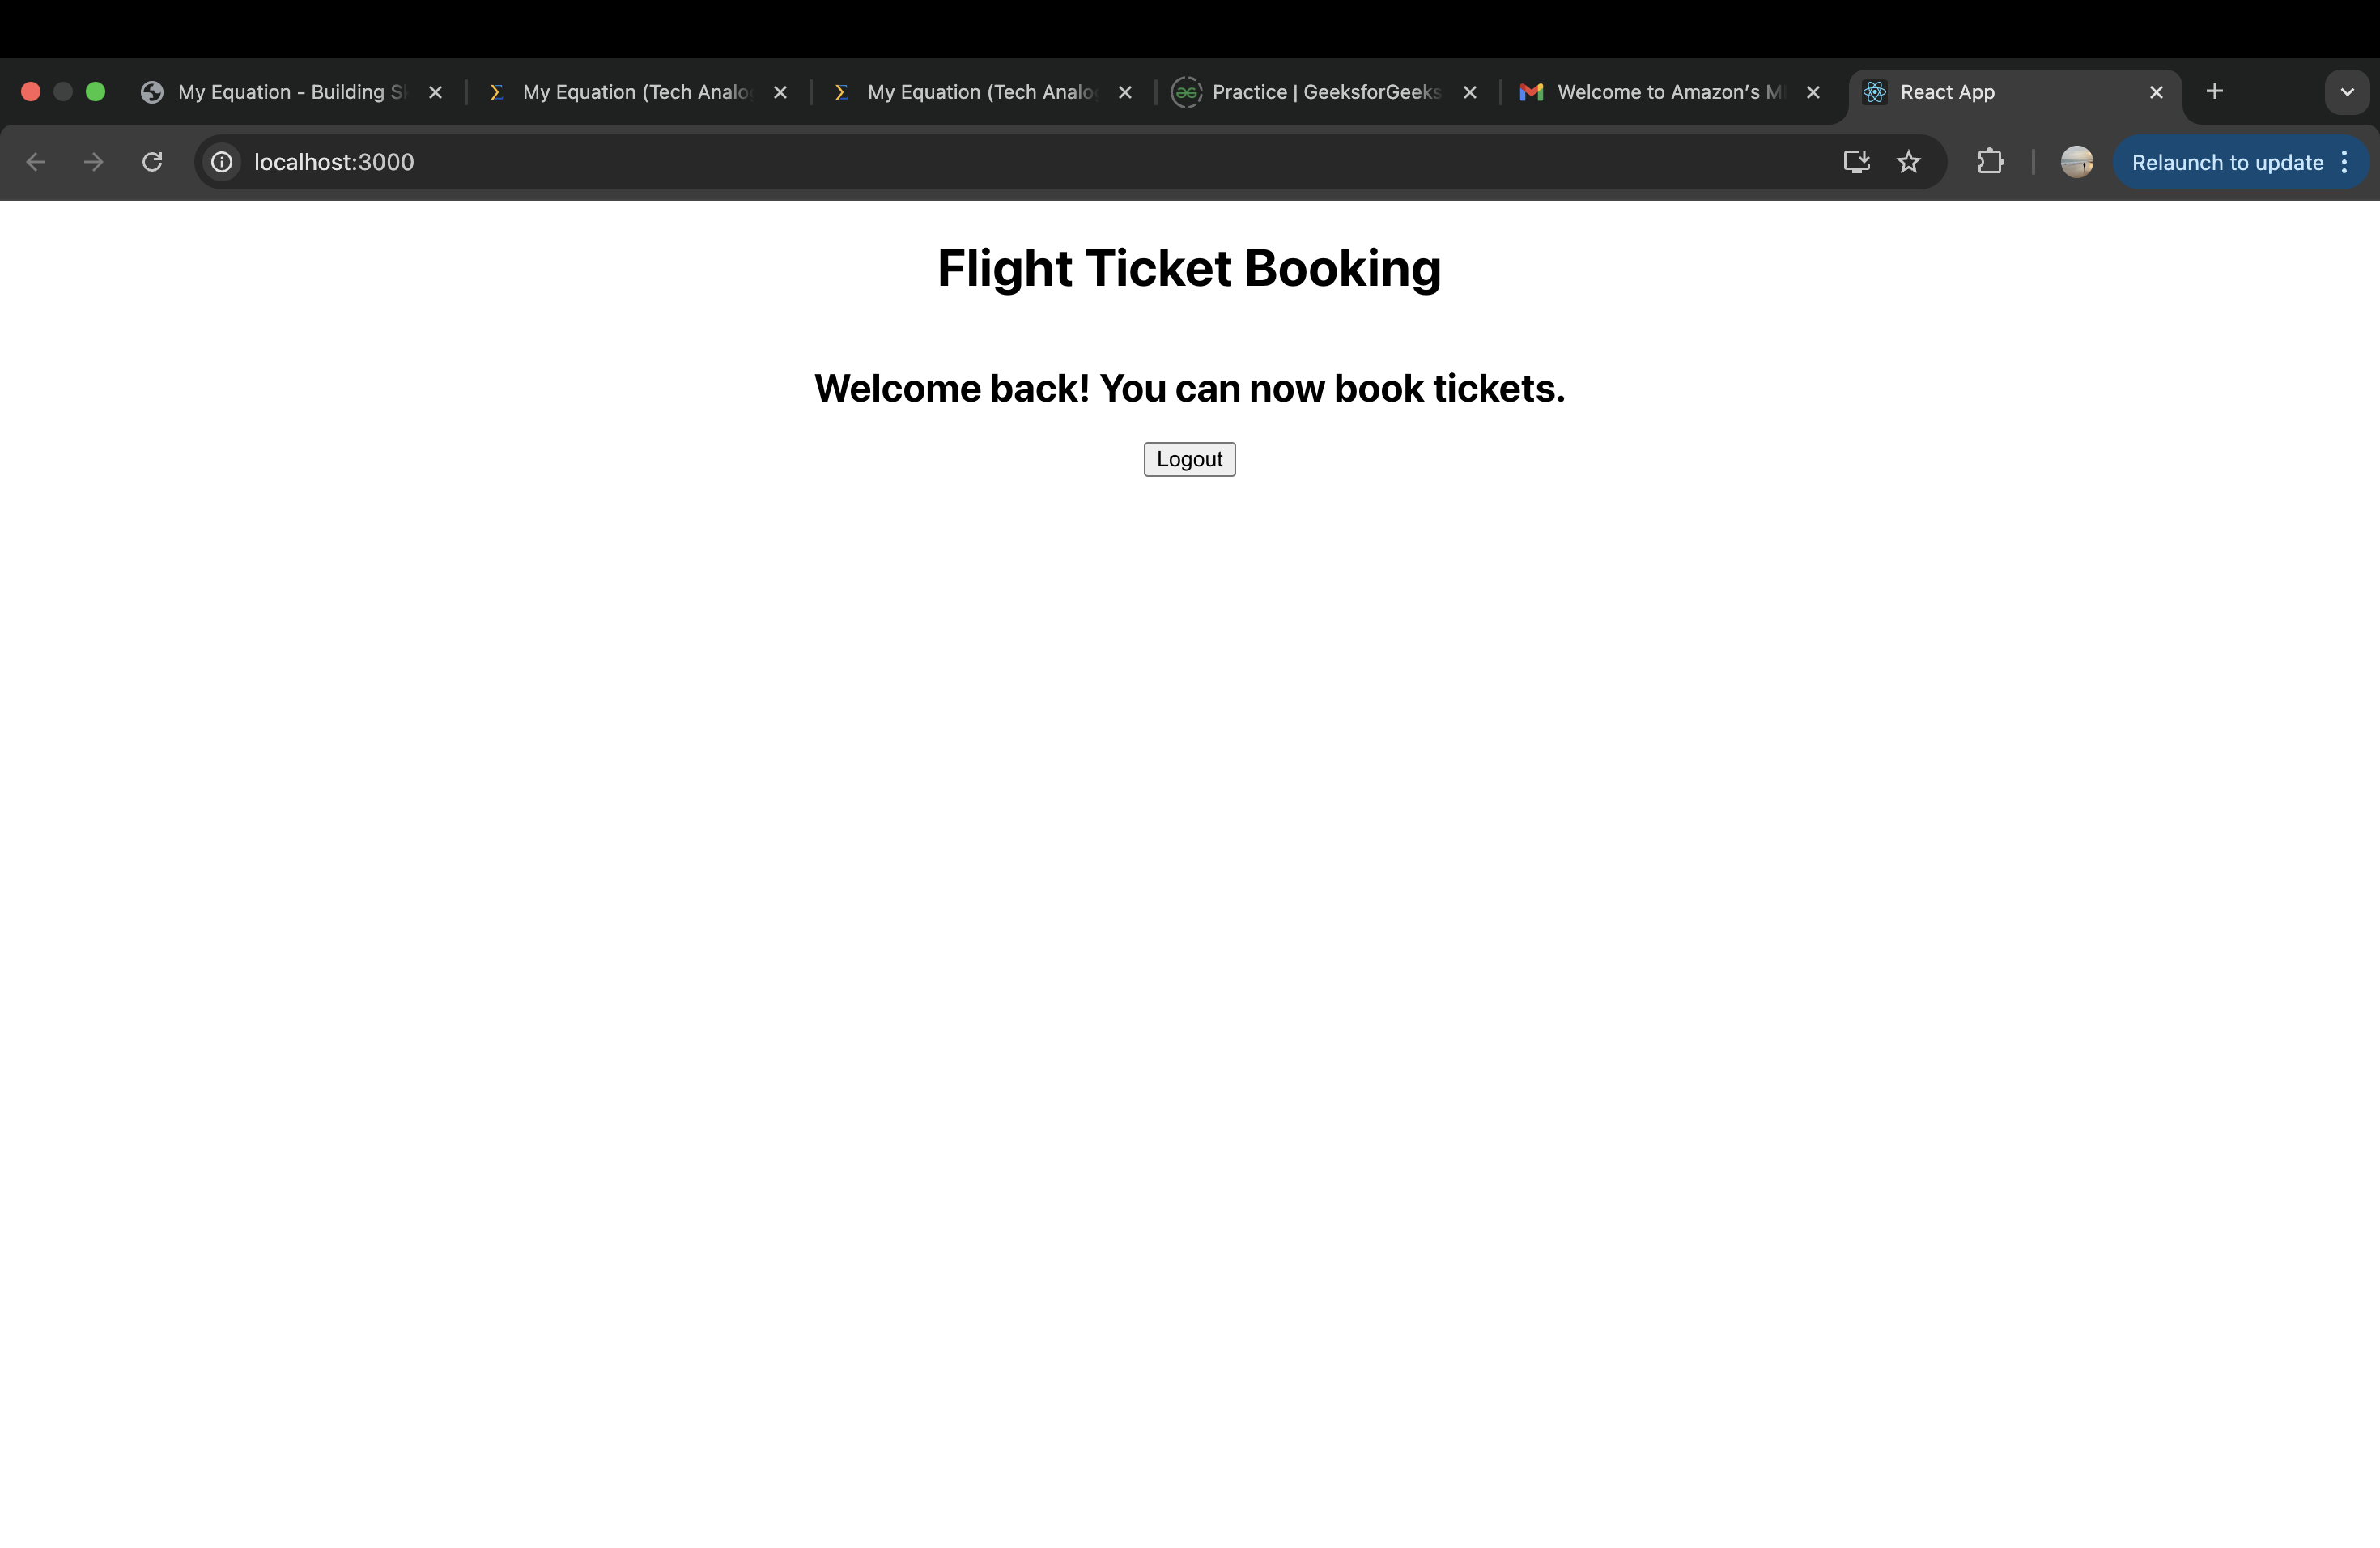 My Equation - Building S
My Equation (Tech Analo
My Equation (Tech Analo
Practice | GeeksforGeeks
Welcome to Amazon’s M
React App
localhost:3000
Relaunch to update
Flight Ticket Booking
Welcome back! You can now book tickets.
Logout